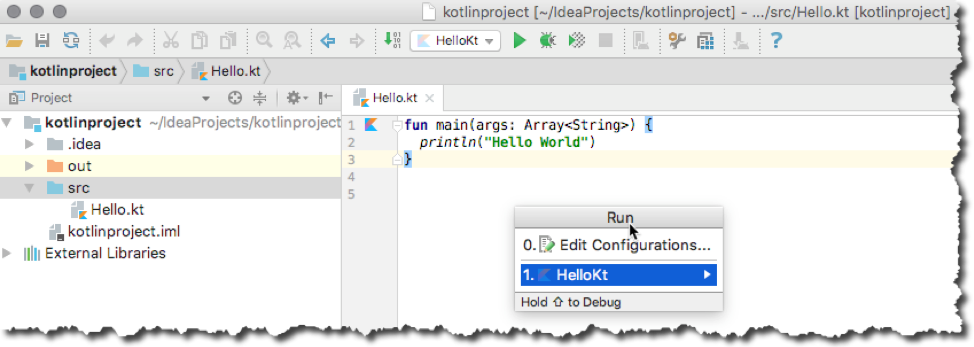 kotlinproject [~/IdeaProjects/kotlinproject] - .../src/Hello.kt [kotlinproject]
HelloKt
kotlinproject src Hello.kt
Project
Hello.kt
kotlinproject ~/IdeaProjects/kotlinproject
.idea
out
src
Hello.kt
kotlinproject.iml
External Libraries
1 fun main(args: Array<String>) {
2 println("Hello World")
3 }
4
5
Run
0. Edit Configurations...
1. HelloKt
Hold ⇧ to Debug